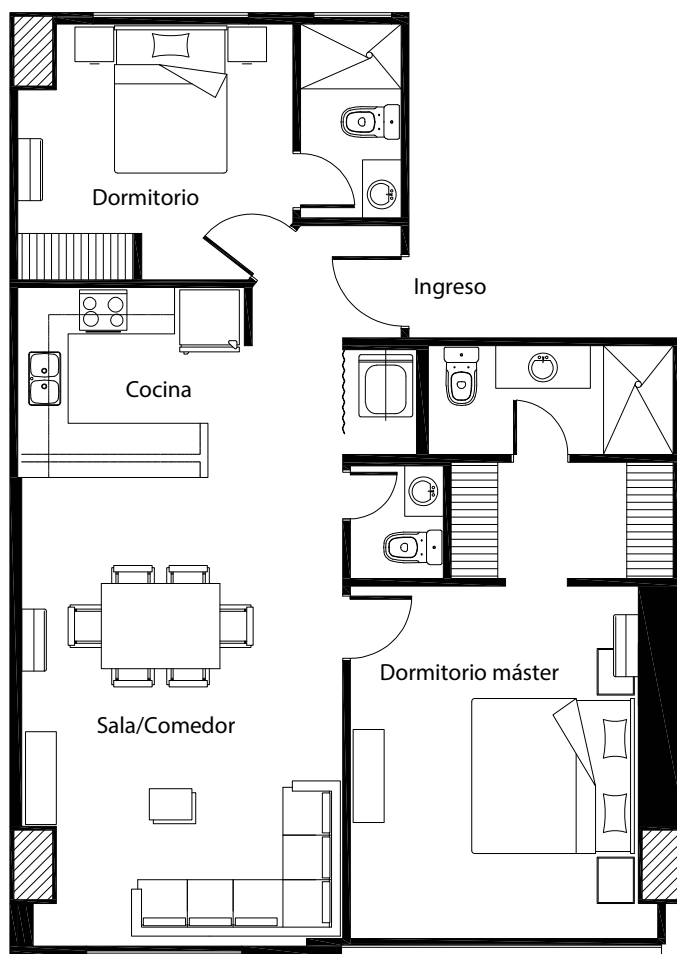 Dormitorio
Ingreso
Cocina
Dormitorio máster
Sala/Comedor